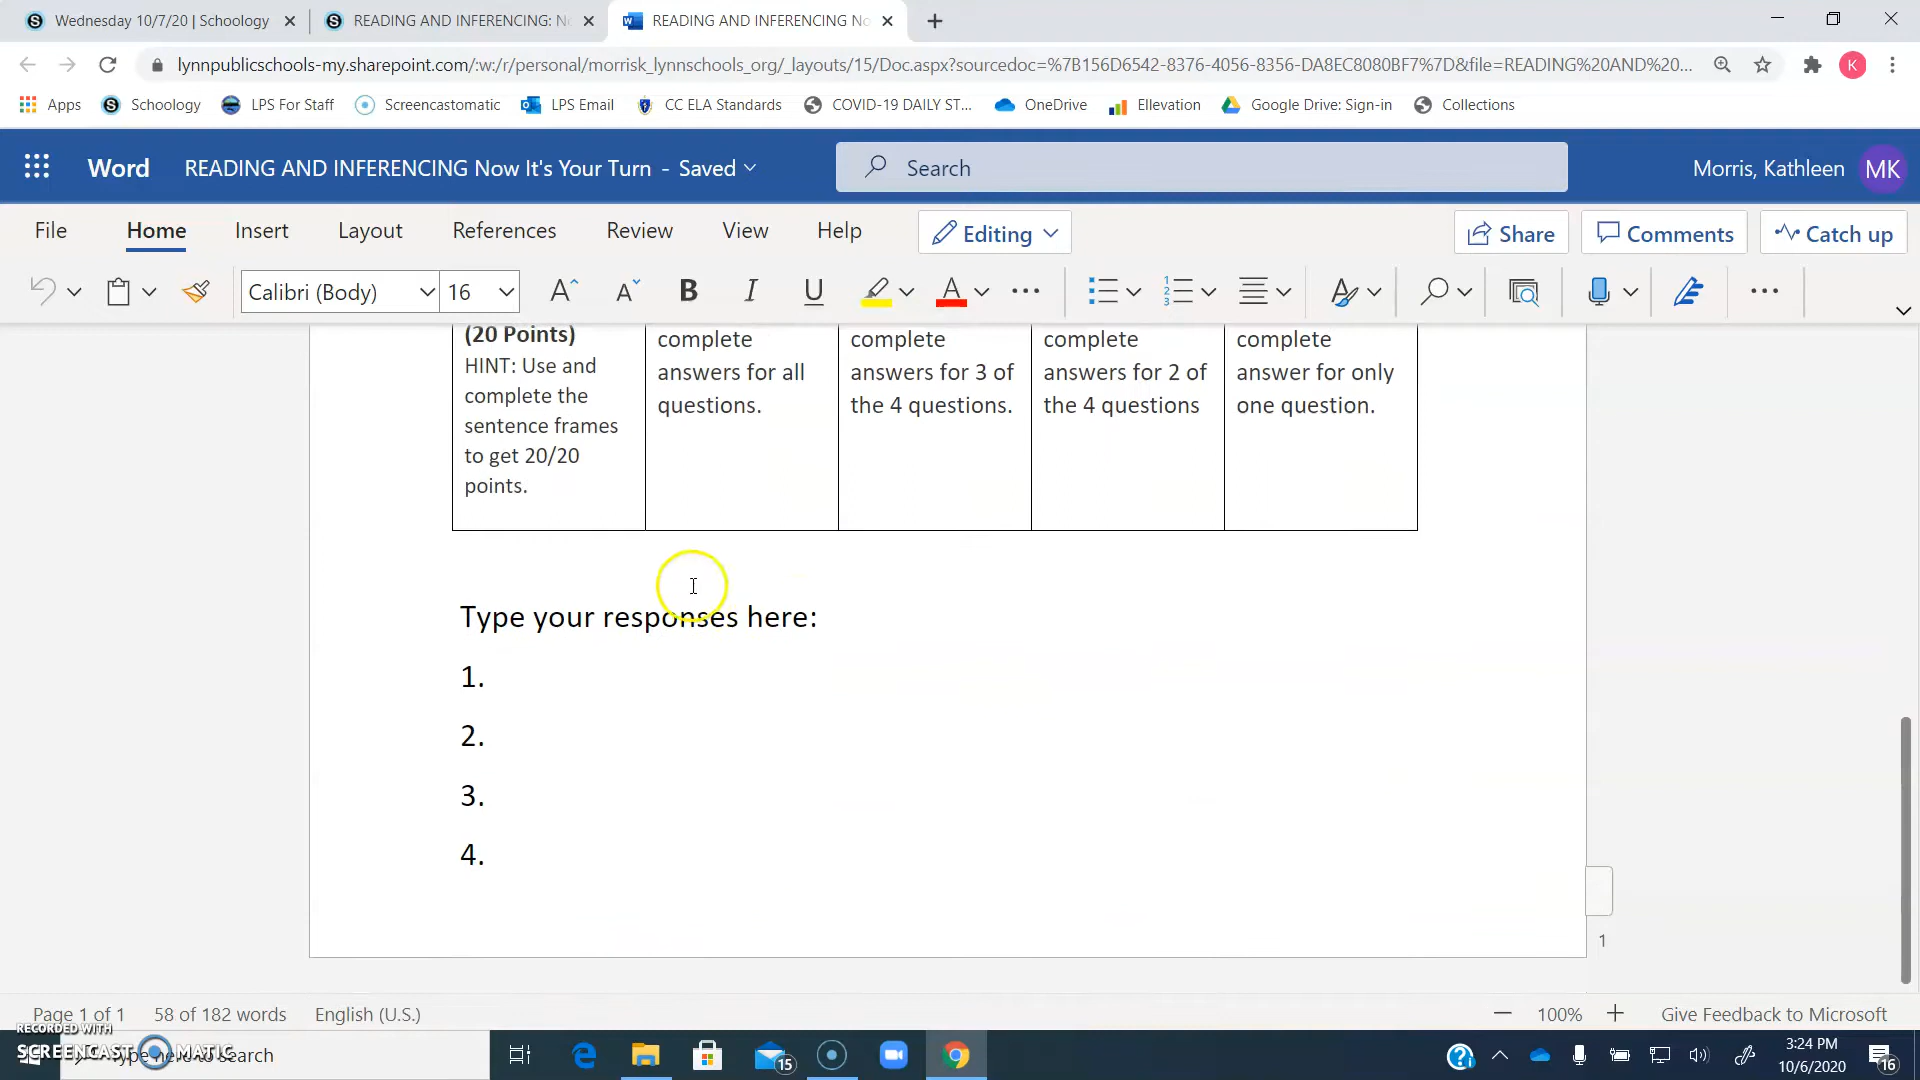 Wednesday 10/7/20 | Schoology
READING AND INFERENCING: N
READING AND INFERENCING No
lynnpublicschools-my.sharepoint.com/:w:/r/personal/morrisk_lynnschools_org/_layouts/15/Doc.aspx?sourcedoc=%7B156D6542-8376-4056-8356-DA8EC8080BF7%7D&file=READING%20AND%20...
K
Apps Schoology LPS For Staff Screencastomatic LPS Email CC ELA Standards COVID-19 DAILY ST... OneDrive Ellevation Google Drive: Sign-in Collections
Word READING AND INFERENCING Now It's Your Turn - Saved Search Morris, Kathleen MK
File Home Insert Layout References Review View Help Editing Share Comments Catch up
Calibri (Body) 16 B I U A
(20 Points)
HINT: Use and
complete the
sentence frames
to get 20/20
points.
complete
answers for all
questions.
complete
answers for 3 of
the 4 questions.
complete
answers for 2 of
the 4 questions
complete
answer for only
one question.
Type your responses here:
1.
2.
3.
4.
1
Page 1 of 1 58 of 182 words English (U.S.) 100% Give Feedback to Microsoft
RECORDED WITH
SCREENCAST MATIC
Type here to search
15
3:24 PM
10/6/2020
16